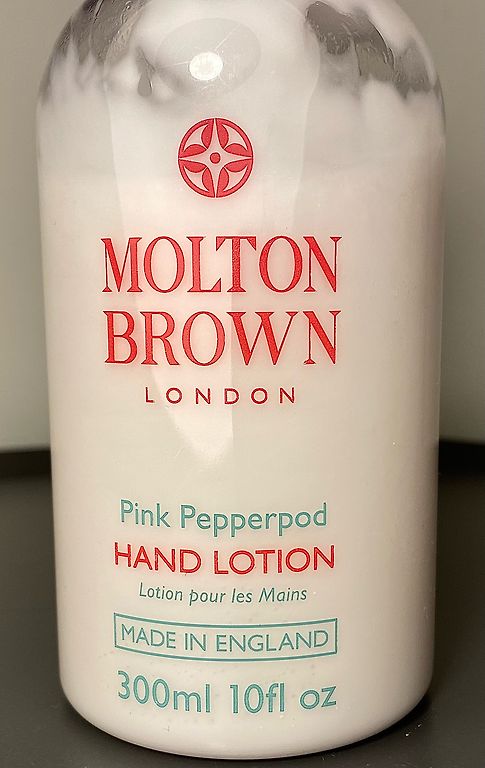 MOLTON
BROWN
LONDON
Pink Pepperpod
HAND LOTION
Lotion pour les Mains
MADE IN ENGLAND
300ml 10fl oz